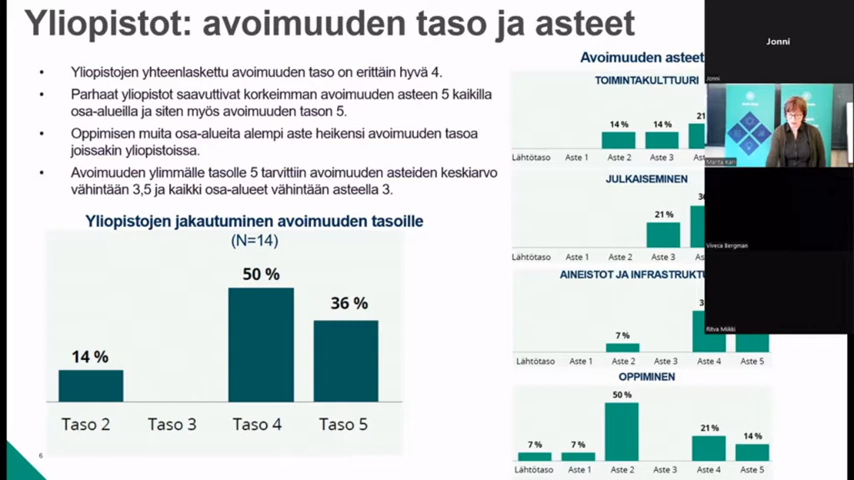 Yliopistot: avoimuuden taso ja asteet
• Yliopistojen yhteenlaskettu avoimuuden taso on erittäin hyvä 4.
• Parhaat yliopistot saavuttivat korkeimman avoimuuden asteen 5 kaikilla
osa-alueilla ja siten myös avoimuuden tason 5.
• Oppimisen muita osa-alueita alempi aste heikensi avoimuuden tasoa
joissakin yliopistoissa.
• Avoimuuden ylimmälle tasolle 5 tarvittiin avoimuuden asteiden keskiarvo
vähintään 3,5 ja kaikki osa-alueet vähintään asteella 3.
Yliopistojen jakautuminen avoimuuden tasoille
(N=14)
14 % 50 % 36 %
Taso 2 Taso 3 Taso 4 Taso 5
6
Avoimuuden asteet
TOIMINTAKULTTUURI
14 % 14 % 21
Lähtötaso Aste 1 Aste 2 Aste 3 As
JULKAISEMINEN
21 % 3
Lähtötaso Aste 1 Aste 2 Aste 3 As
AINEISTOT JA INFRASTRUKTU
7 % 3
Lähtötaso Aste 1 Aste 2 Aste 3 Aste 4 Aste 5
OPPIMINEN
7 % 7 % 50 % 21 % 14 %
Lähtötaso Aste 1 Aste 2 Aste 3 Aste 4 Aste 5
Jonni
Jonni
Viveca Bergman
Ritva